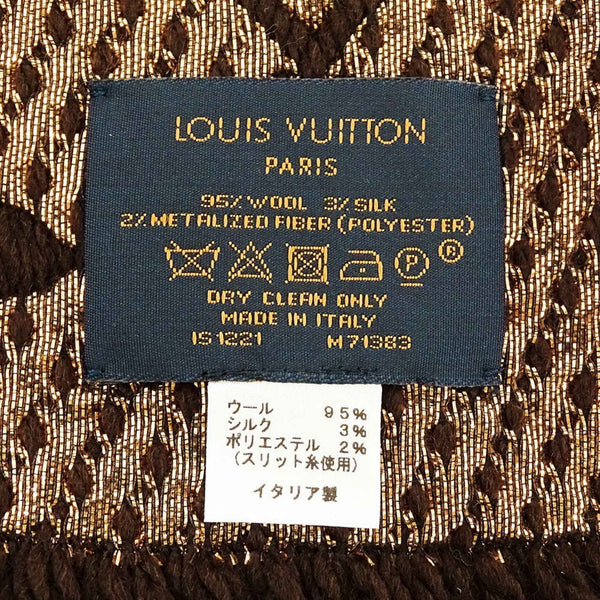 LOUIS VUITTON
PARIS
95% WOOL 3% SILK
2% METALIZED FIBER (POLYESTER)
P ®
DRY CLEAN ONLY
MADE IN ITALY
IS1221 M71383
ウール 95%
シルク 3%
ポリエステル 2%
(スリット糸使用)
イタリア製